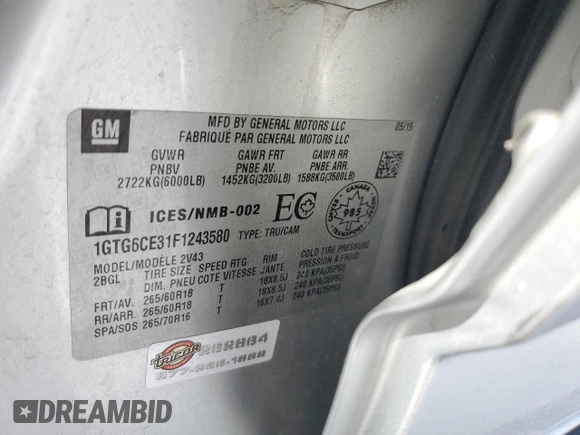 GM
MFD BY GENERAL MOTORS LLC
FABRIQUÉ PAR GENERAL MOTORS LLC
05/15
GVWR GAWR FRT GAWR RR
PNBV PNBE AV. PNBE ARR.
2722KG(6000LB) 1452KG(3200LB) 1588KG(3500LB)
ICES/NMB-002 EC
CANADA
985
1GTG6CE31F1243580 TYPE: TRU/CAM
MODEL/MODÈLE 2V43
2BGL TIRE SIZE SPEED RTG RIM COLD TIRE PRESSURE
DIM. PNEU COTE VITESSE JANTE PRESSION À FROID
FRT/AV. 265/60R18 T 18X8.5J 240 KPA(35PSI)
RR/ARR. 265/60R18 T 18X8.5J 240 KPA(35PSI)
SPA/SOS 265/70R16 T 16X7.0J 240 KPA(35PSI)
TRICOR
DREAMBID